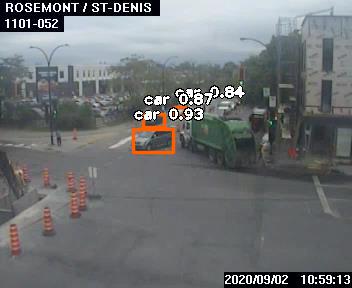 ROSEMONT / ST-DENIS
1101-052
car 0.84
car 0.87
car 0.93
2020/09/02 10:59:13